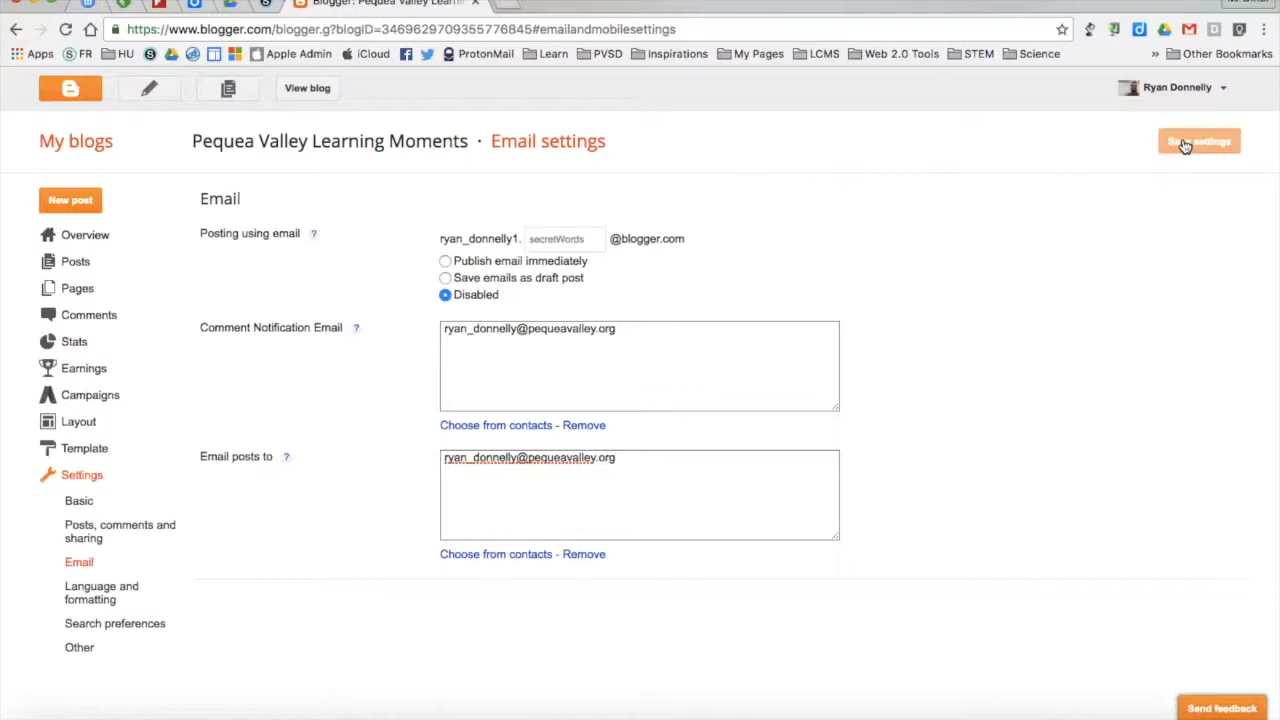 Blogger: Pequea Valley Learni
https://www.blogger.com/blogger.g?blogID=3469629709355776845#emailandmobilesettings
Apps FR HU Apple Admin iCloud ProtonMail Learn PVSD Inspirations My Pages LCMS Web 2.0 Tools STEM Science » Other Bookmarks
View blog Ryan Donnelly
My blogs Pequea Valley Learning Moments · Email settings settings
New post
Email
Overview
Posting using email ? ryan_donnelly1. secretWords @blogger.com
Posts
Publish email immediately
Save emails as draft post
Pages
Disabled
Comments
Comment Notification Email ? ryan_donnelly@pequeavalley.org
Stats
Earnings
Campaigns
Layout
Choose from contacts - Remove
Template
Email posts to ? ryan_donnelly@pequeavalley.org
Settings
Basic
Posts, comments and
sharing
Email
Choose from contacts - Remove
Language and
formatting
Search preferences
Other
Send feedback